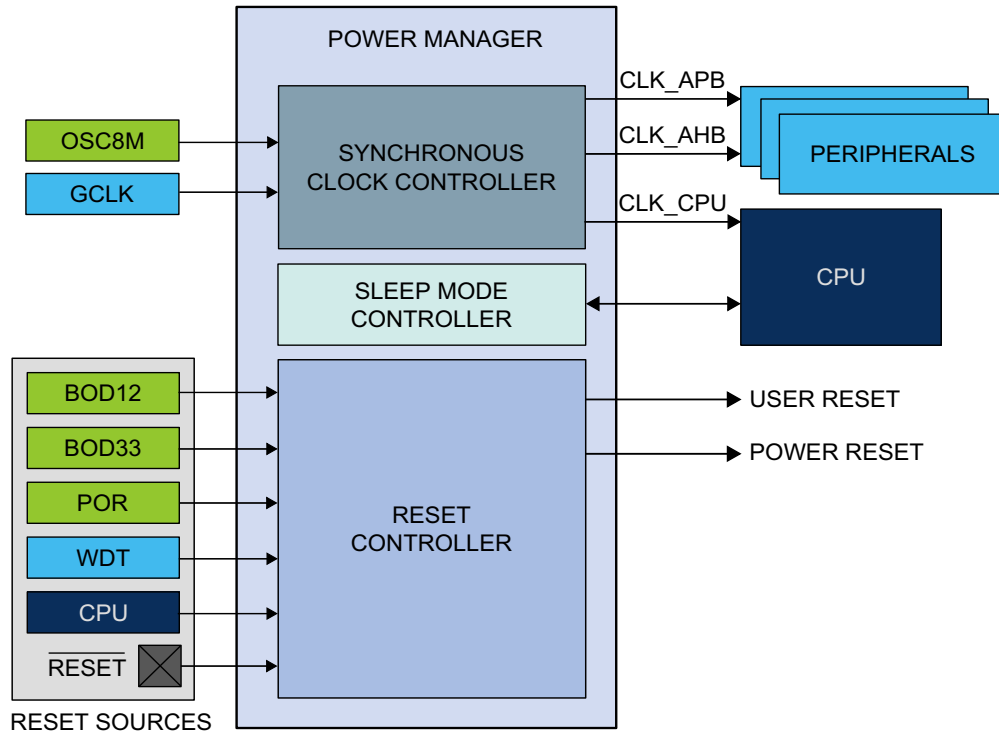 POWER MANAGER
OSC8M
GCLK
SYNCHRONOUS
CLOCK CONTROLLER
CLK_APB
CLK_AHB
CLK_CPU
PERIPHERALS
CPU
SLEEP MODE
CONTROLLER
BOD12
BOD33
POR
WDT
CPU
RESET
RESET SOURCES
RESET
CONTROLLER
USER RESET
POWER RESET